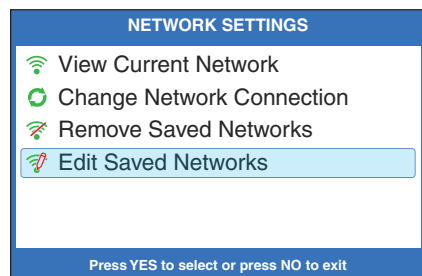 NETWORK SETTINGS
View Current Network
Change Network Connection
Remove Saved Networks
Edit Saved Networks
Press YES to select or press NO to exit